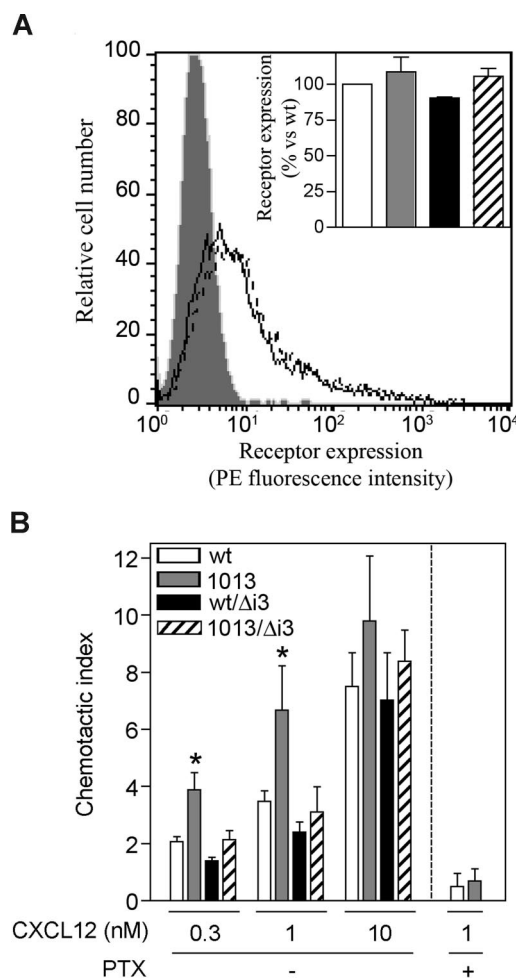 A
Relative cell number
100
80
60
40
20
0
10⁰ 10¹ 10² 10³ 10⁴
Receptor expression
(PE fluorescence intensity)
Receptor expression
(% vs wt)
100
75
50
25
0
B
Chemotactic index
12
10
8
6
4
2
0
wt
1013
wt/Δi3
1013/Δi3
*
*
CXCL12 (nM) 0.3 1 10 1
PTX - +